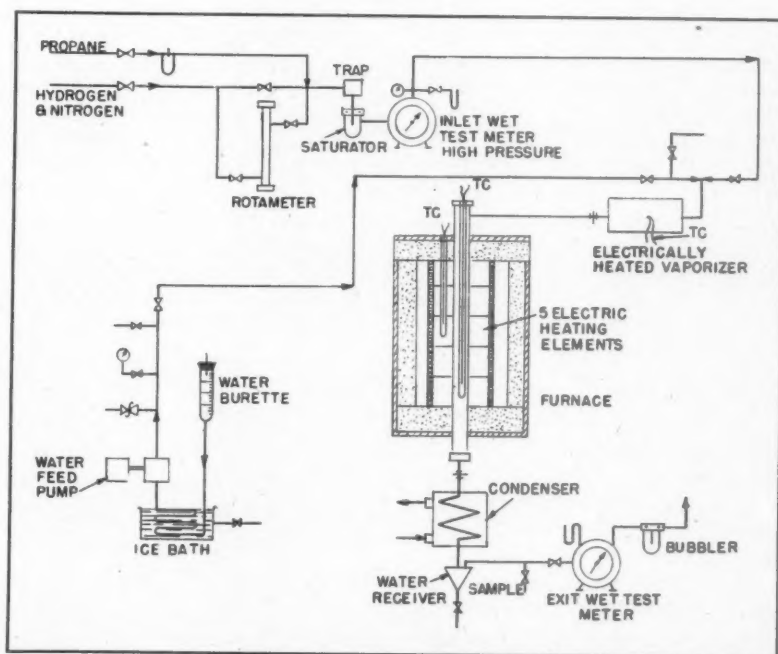 PROPANE
HYDROGEN
& NITROGEN
TRAP
SATURATOR
INLET WET
TEST METER
HIGH PRESSURE
ROTAMETER
TC
TC
TC
ELECTRICALLY
HEATED VAPORIZER
5 ELECTRIC
HEATING
ELEMENTS
FURNACE
WATER
BURETTE
WATER
FEED
PUMP
ICE BATH
CONDENSER
WATER
RECEIVER
SAMPLE
BUBBLER
EXIT WET TEST
METER